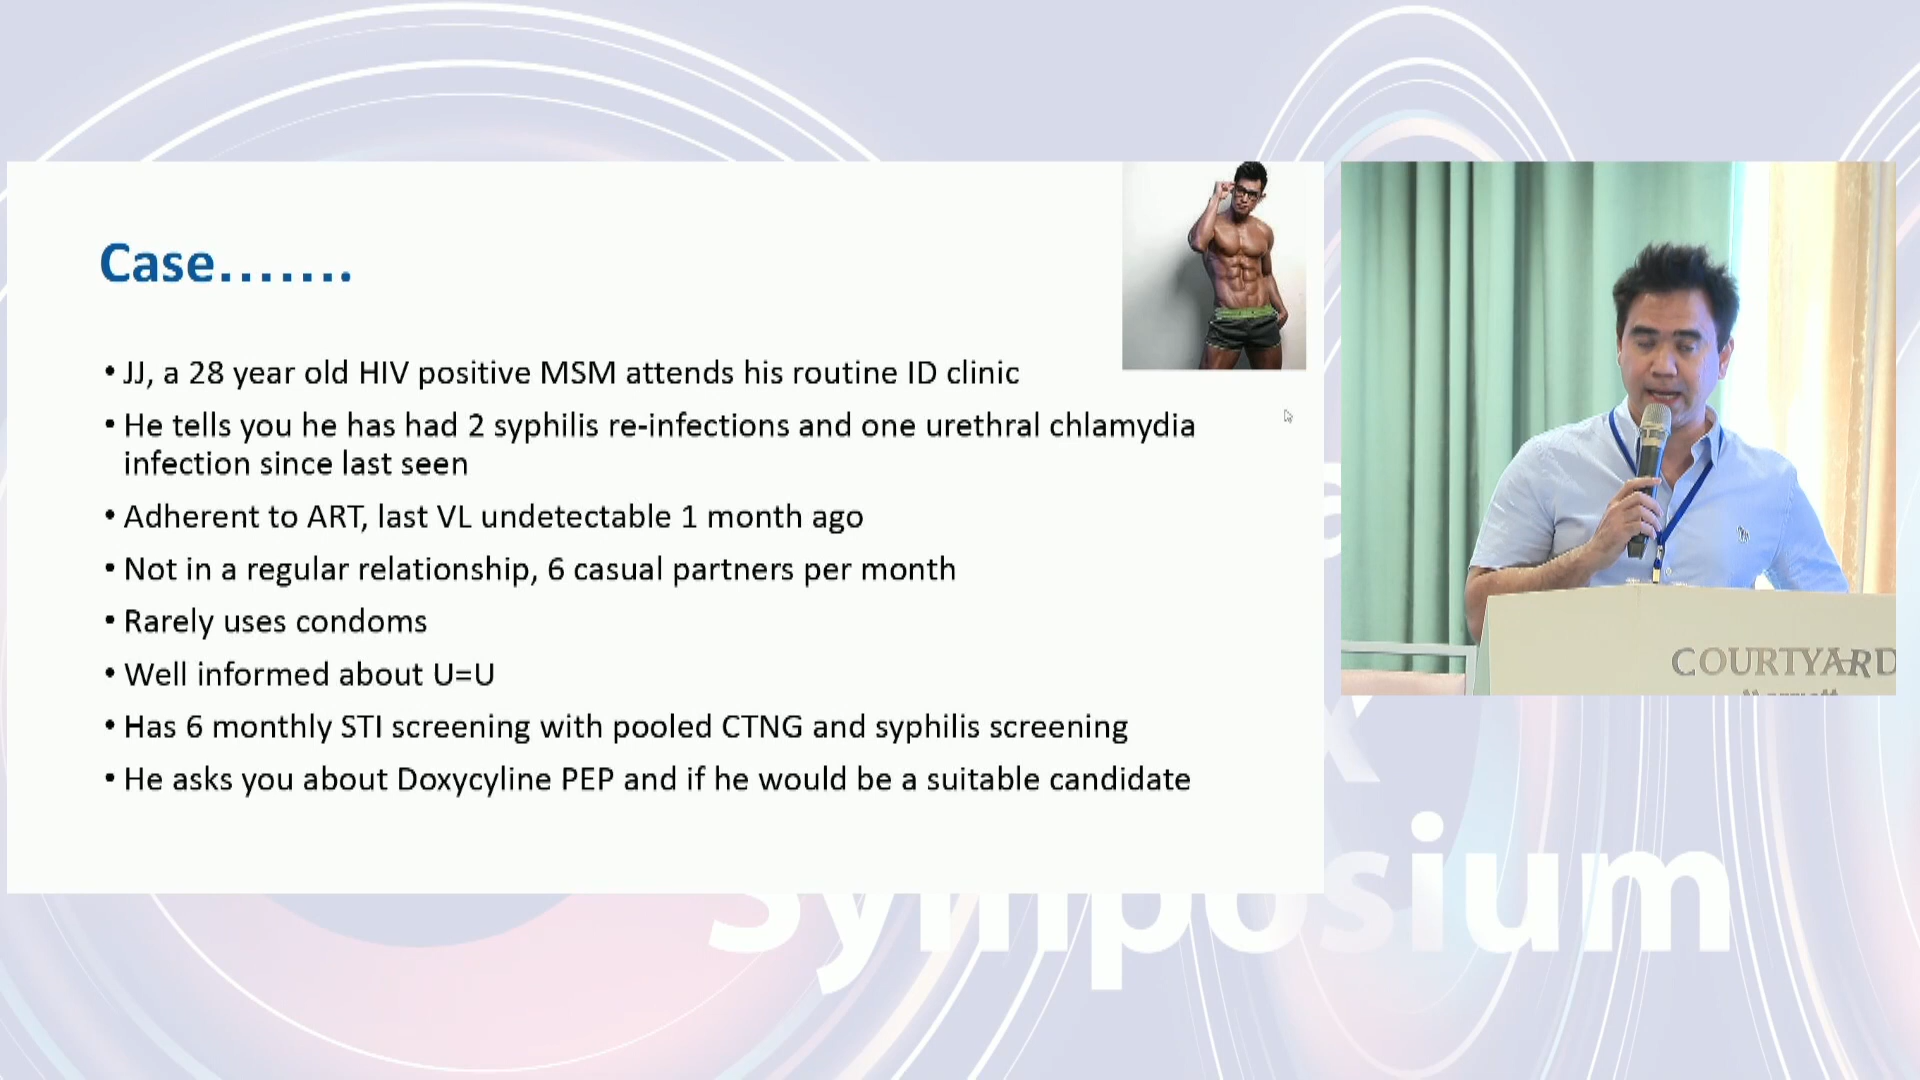 Case.......
• JJ, a 28 year old HIV positive MSM attends his routine ID clinic
• He tells you he has had 2 syphilis re-infections and one urethral chlamydia
infection since last seen
• Adherent to ART, last VL undetectable 1 month ago
• Not in a regular relationship, 6 casual partners per month
• Rarely uses condoms
• Well informed about U=U
• Has 6 monthly STI screening with pooled CTNG and syphilis screening
• He asks you about Doxycyline PEP and if he would be a suitable candidate
COURTYARD
Symposium